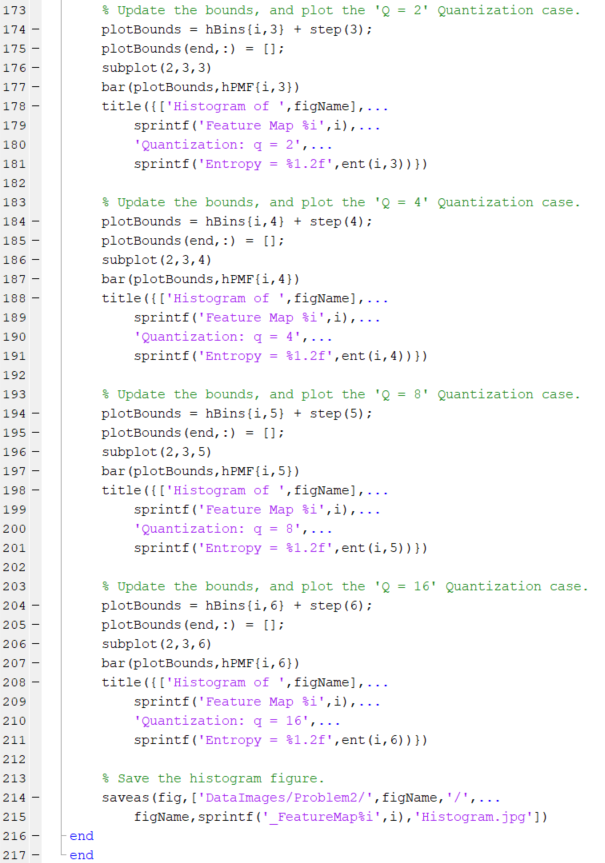 173 % Update the bounds, and plot the 'Q = 2' Quantization case.
174 – plotBounds = hBins{i,3} + step(3);
175 – plotBounds(end,:) = [];
176 – subplot(2,3,3)
177 – bar(plotBounds,hPMF{i,3})
178 – title({['Histogram of ',figName],...
179 sprintf('Feature Map %i',i),...
180 'Quantization: q = 2',...
181 sprintf('Entropy = %1.2f',ent(i,3))})
182
183 % Update the bounds, and plot the 'Q = 4' Quantization case.
184 – plotBounds = hBins{i,4} + step(4);
185 – plotBounds(end,:) = [];
186 – subplot(2,3,4)
187 – bar(plotBounds,hPMF{i,4})
188 – title({['Histogram of ',figName],...
189 sprintf('Feature Map %i',i),...
190 'Quantization: q = 4',...
191 sprintf('Entropy = %1.2f',ent(i,4))})
192
193 % Update the bounds, and plot the 'Q = 8' Quantization case.
194 – plotBounds = hBins{i,5} + step(5);
195 – plotBounds(end,:) = [];
196 – subplot(2,3,5)
197 – bar(plotBounds,hPMF{i,5})
198 – title({['Histogram of ',figName],...
199 sprintf('Feature Map %i',i),...
200 'Quantization: q = 8',...
201 sprintf('Entropy = %1.2f',ent(i,5))})
202
203 % Update the bounds, and plot the 'Q = 16' Quantization case.
204 – plotBounds = hBins{i,6} + step(6);
205 – plotBounds(end,:) = [];
206 – subplot(2,3,6)
207 – bar(plotBounds,hPMF{i,6})
208 – title({['Histogram of ',figName],...
209 sprintf('Feature Map %i',i),...
210 'Quantization: q = 16',...
211 sprintf('Entropy = %1.2f',ent(i,6))})
212
213 % Save the histogram figure.
214 – saveas(fig,['DataImages/Problem2/',figName,'/',...
215 figName,sprintf('_FeatureMap%i',i),'Histogram.jpg'])
216 – end
217 – end